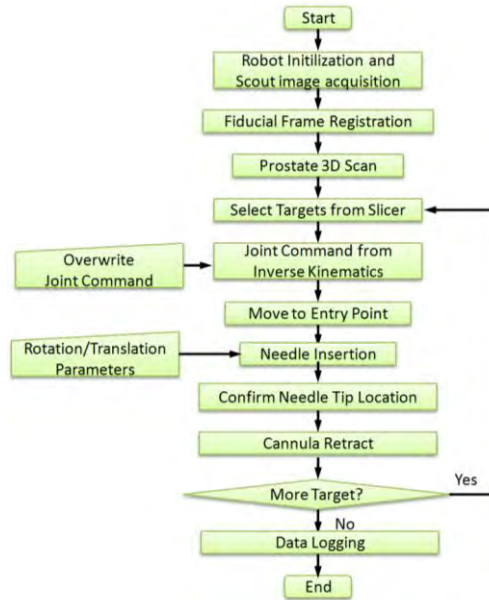 Start
Robot Initilization and
Scout image acquisition
Fiducial Frame Registration
Prostate 3D Scan
Select Targets from Slicer
Overwrite
Joint Command
Joint Command from
Inverse Kinematics
Move to Entry Point
Rotation/Translation
Parameters
Needle Insertion
Confirm Needle Tip Location
Cannula Retract
More Target?
Yes
No
Data Logging
End